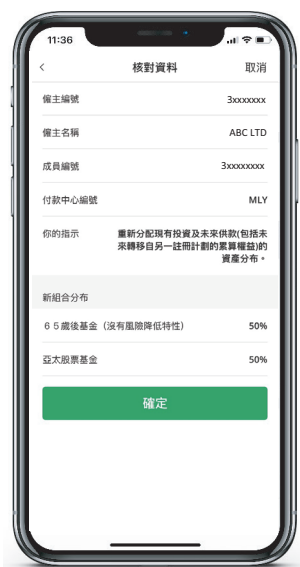 11:36
核對資料 取消
僱主編號 3xxxxxxx
僱主名稱 ABC LTD
成員編號 3xxxxxxxx
付款中心編號 MLY
你的指示 重新分配現有投資及未來供款(包括未
來轉移自另一註冊計劃的累算權益)的
資產分布。
新組合分布
６５歲後基金（沒有風險降低特性） 50%
亞太股票基金 50%
確定